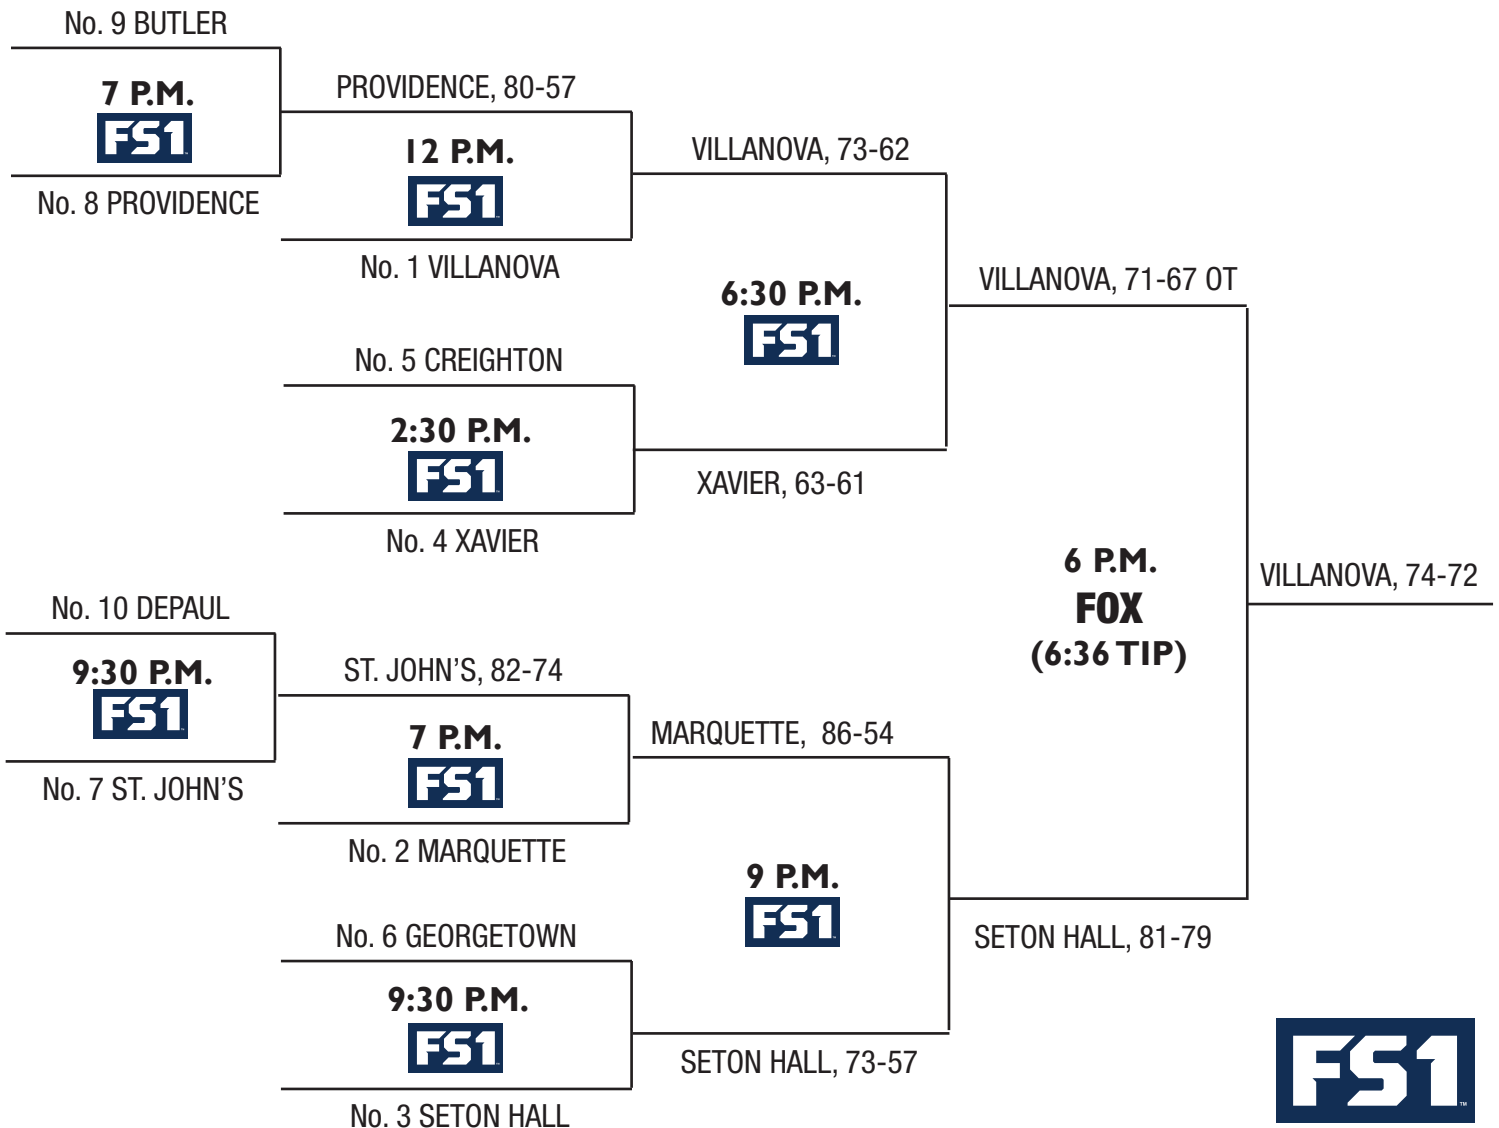 No. 9 BUTLER
7 P.M.
FS1
No. 8 PROVIDENCE
PROVIDENCE, 80-57
12 P.M.
FS1
No. 1 VILLANOVA
VILLANOVA, 73-62
6:30 P.M.
FS1
No. 5 CREIGHTON
2:30 P.M.
FS1
No. 4 XAVIER
XAVIER, 63-61
VILLANOVA, 71-67 OT
6 P.M.
FOX
(6:36 TIP)
VILLANOVA, 74-72
No. 10 DEPAUL
9:30 P.M.
FS1
No. 7 ST. JOHN’S
ST. JOHN’S, 82-74
7 P.M.
FS1
No. 2 MARQUETTE
MARQUETTE, 86-54
9 P.M.
FS1
No. 6 GEORGETOWN
9:30 P.M.
FS1
No. 3 SETON HALL
SETON HALL, 73-57
SETON HALL, 81-79
FS1™